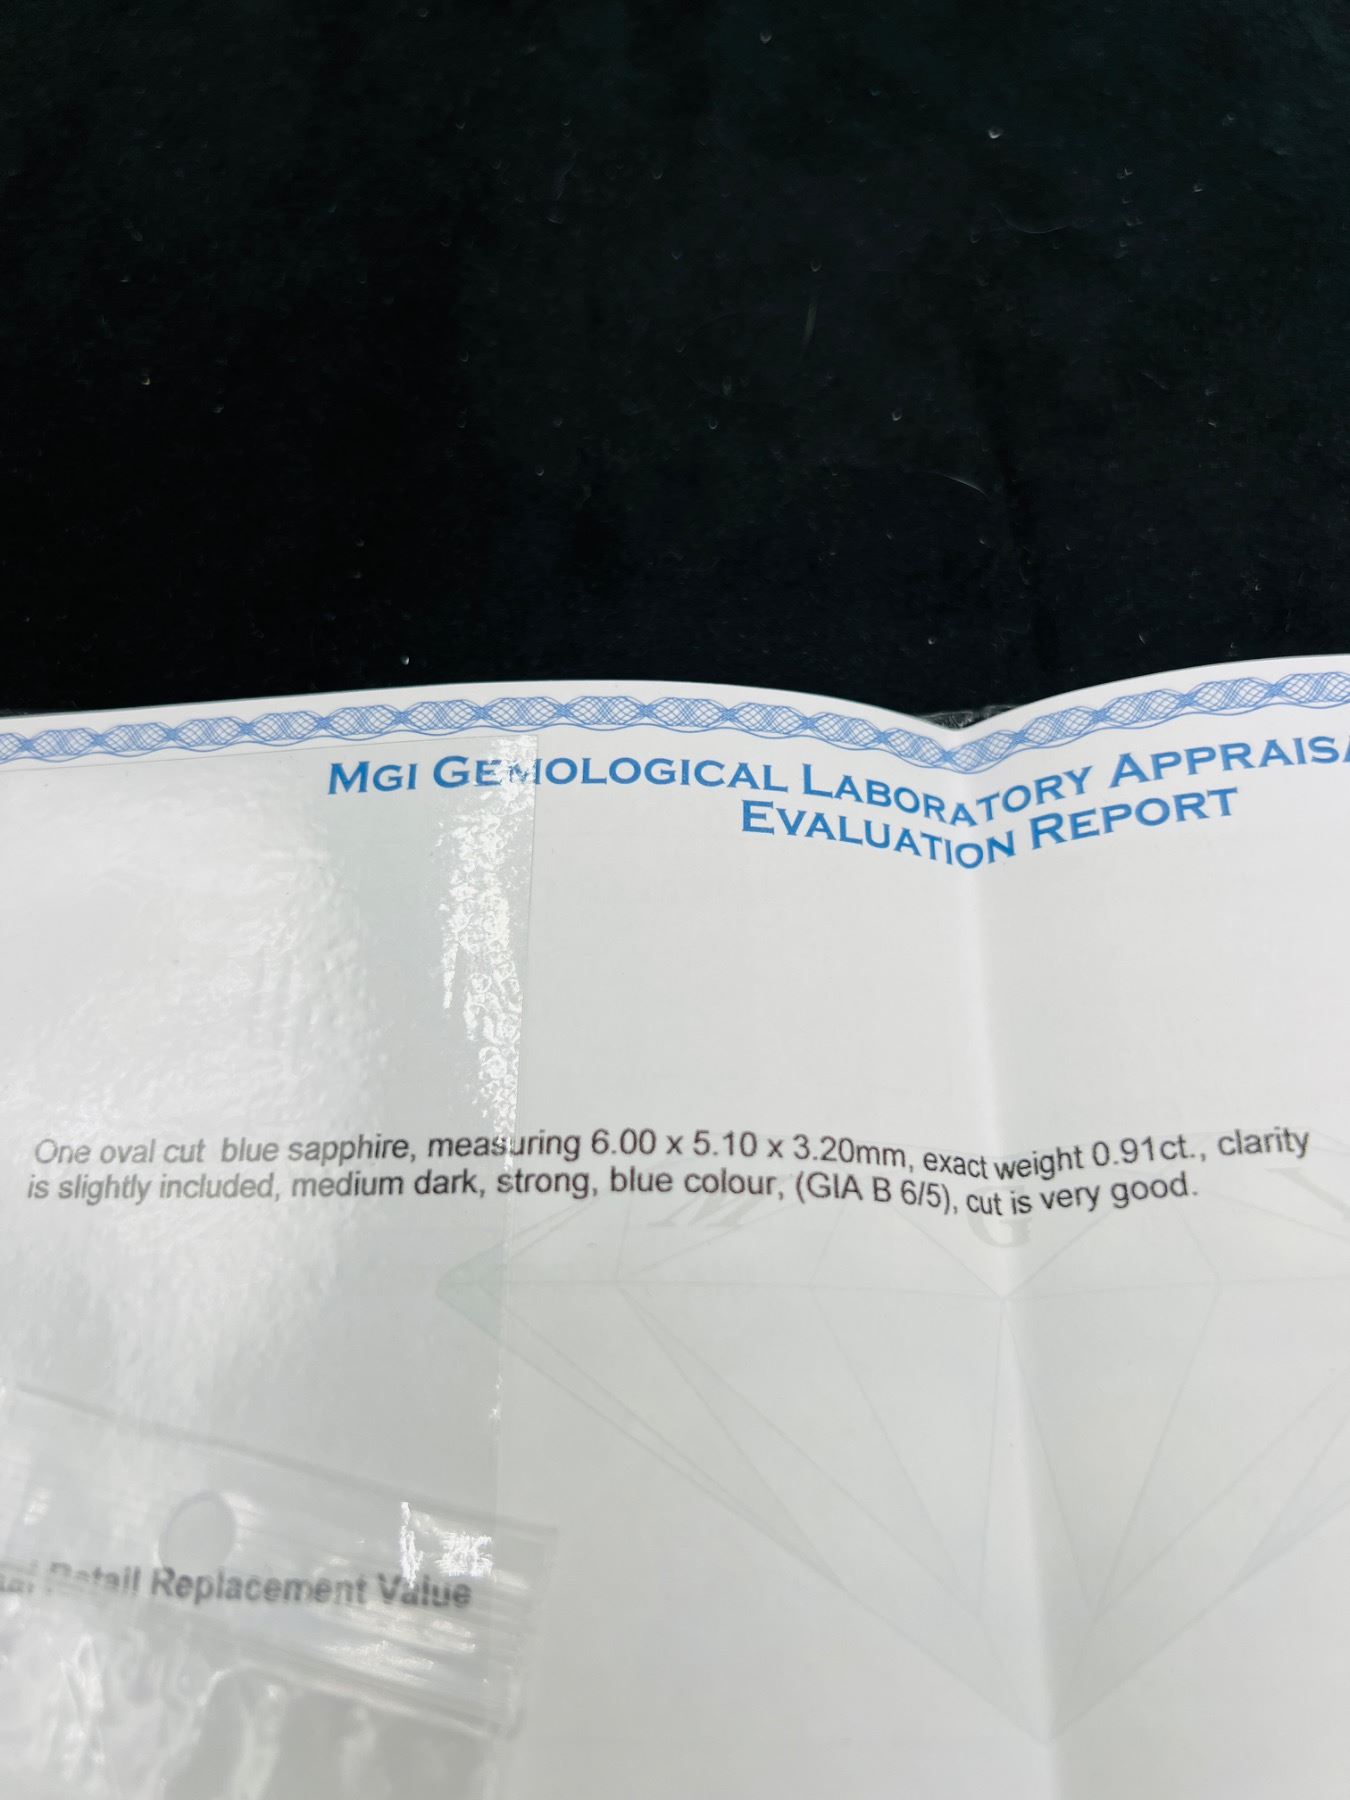 MGI GEMOLOGICAL LABORATORY APPRAISA
EVALUATION REPORT
One oval cut blue sapphire, measuring 6.00 x 5.10 x 3.20mm, exact weight 0.91ct., clarity
is slightly included, medium dark, strong, blue colour, (GIA B 6/5), cut is very good.
Retail Replacement Value